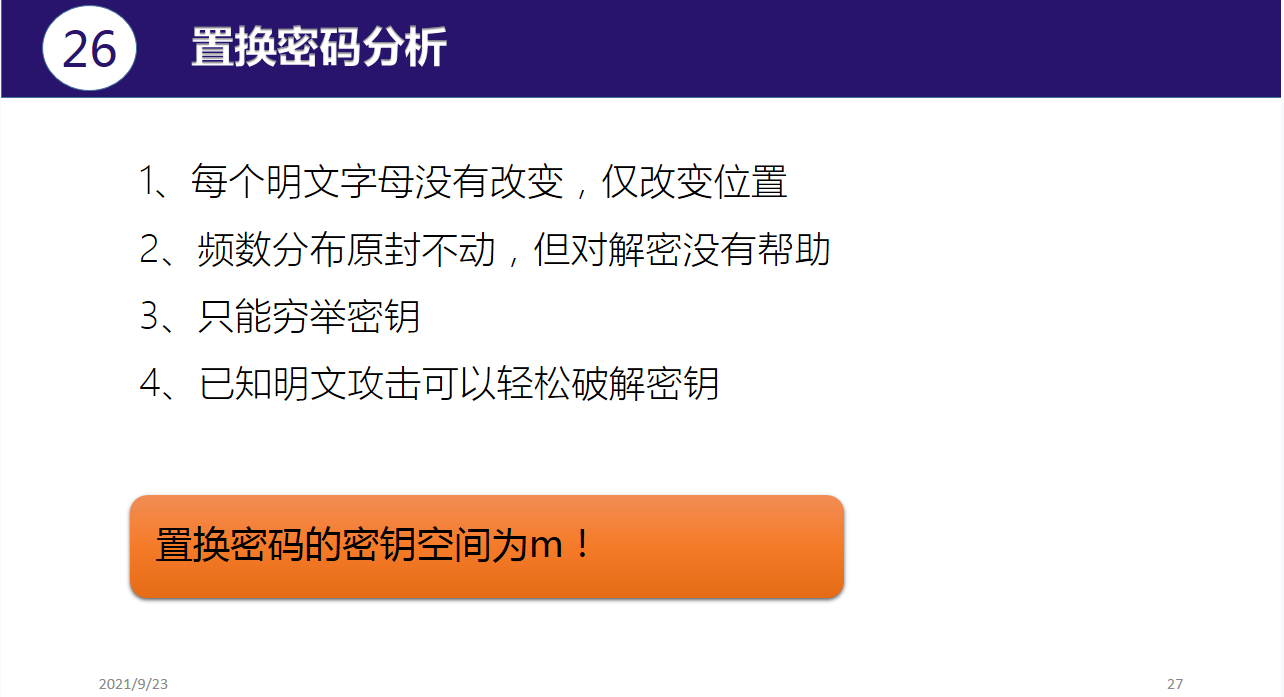 26
置换密码分析
1、每个明文字母没有改变，仅改变位置
2、频数分布原封不动，但对解密没有帮助
3、只能穷举密钥
4、已知明文攻击可以轻松破解密钥
置换密码的密钥空间为m！
2021/9/23
27